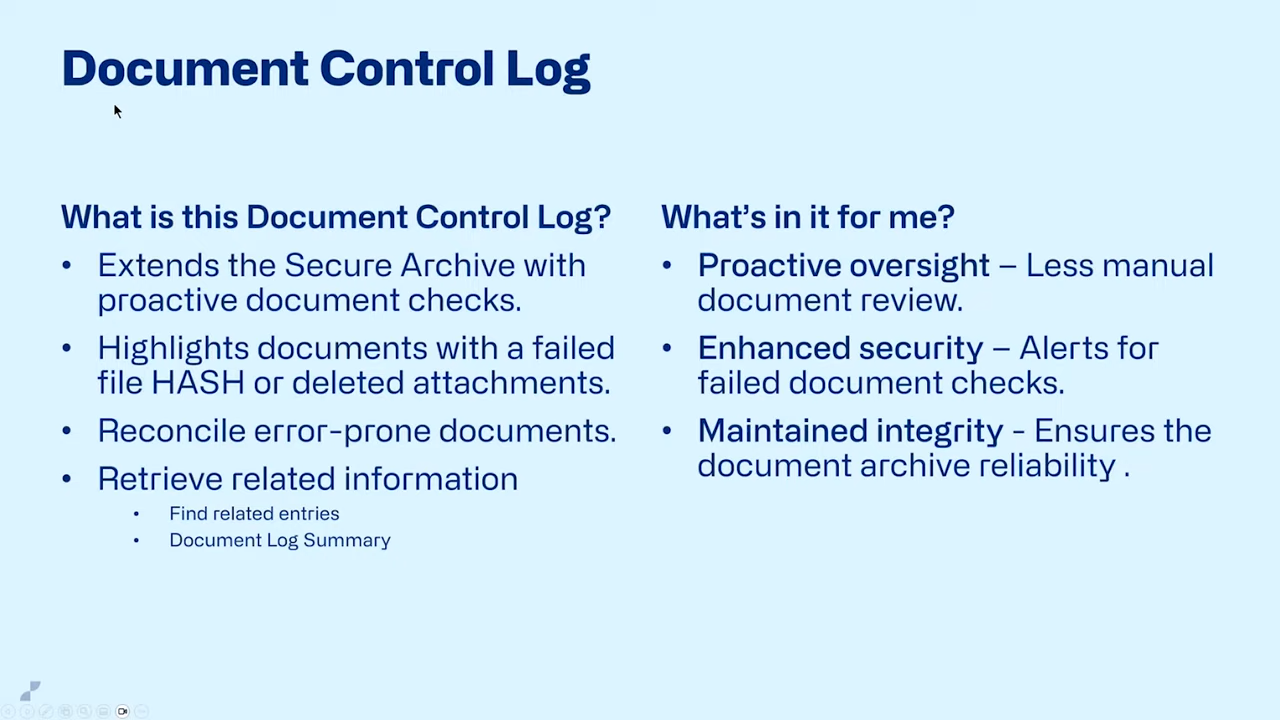 Document Control Log
What is this Document Control Log?
• Extends the Secure Archive with
proactive document checks.
• Highlights documents with a failed
file HASH or deleted attachments.
• Reconcile error-prone documents.
• Retrieve related information
• Find related entries
• Document Log Summary
What’s in it for me?
• Proactive oversight – Less manual
document review.
• Enhanced security – Alerts for
failed document checks.
• Maintained integrity - Ensures the
document archive reliability .